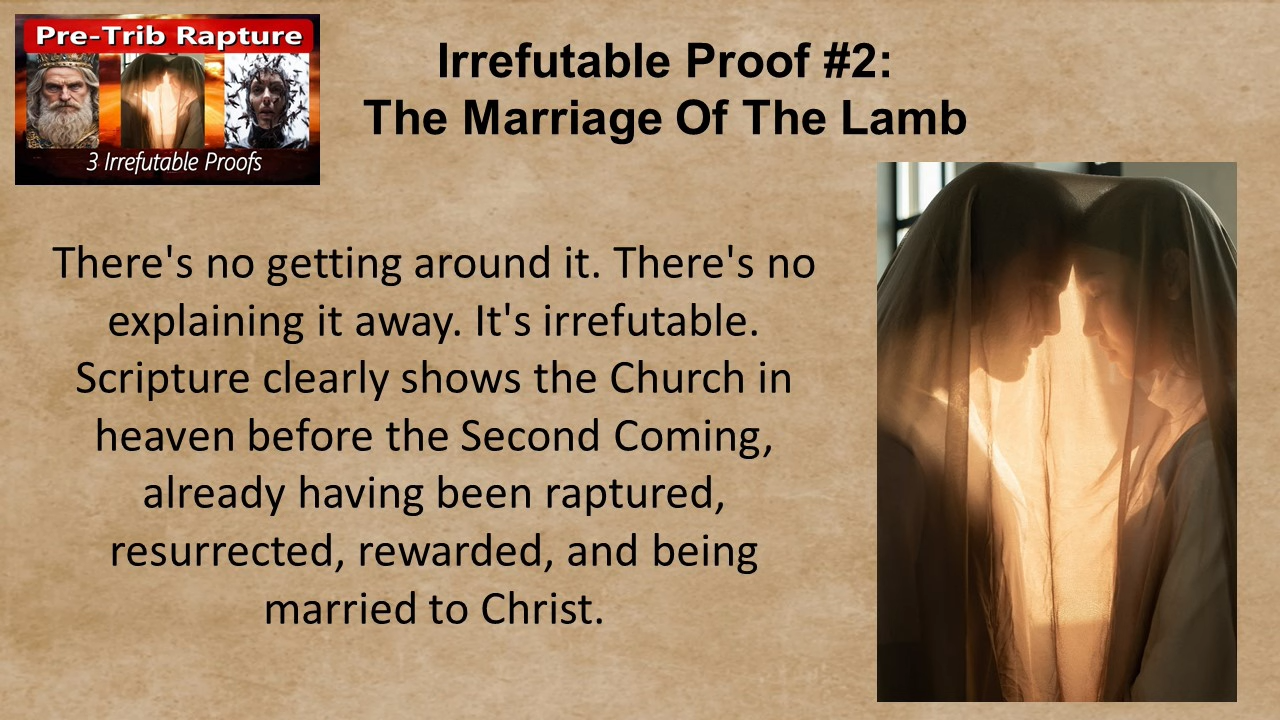 Pre-Trib Rapture
3 Irrefutable Proofs
Irrefutable Proof #2:
The Marriage Of The Lamb
There's no getting around it. There's no
explaining it away. It's irrefutable.
Scripture clearly shows the Church in
heaven before the Second Coming,
already having been raptured,
resurrected, rewarded, and being
married to Christ.